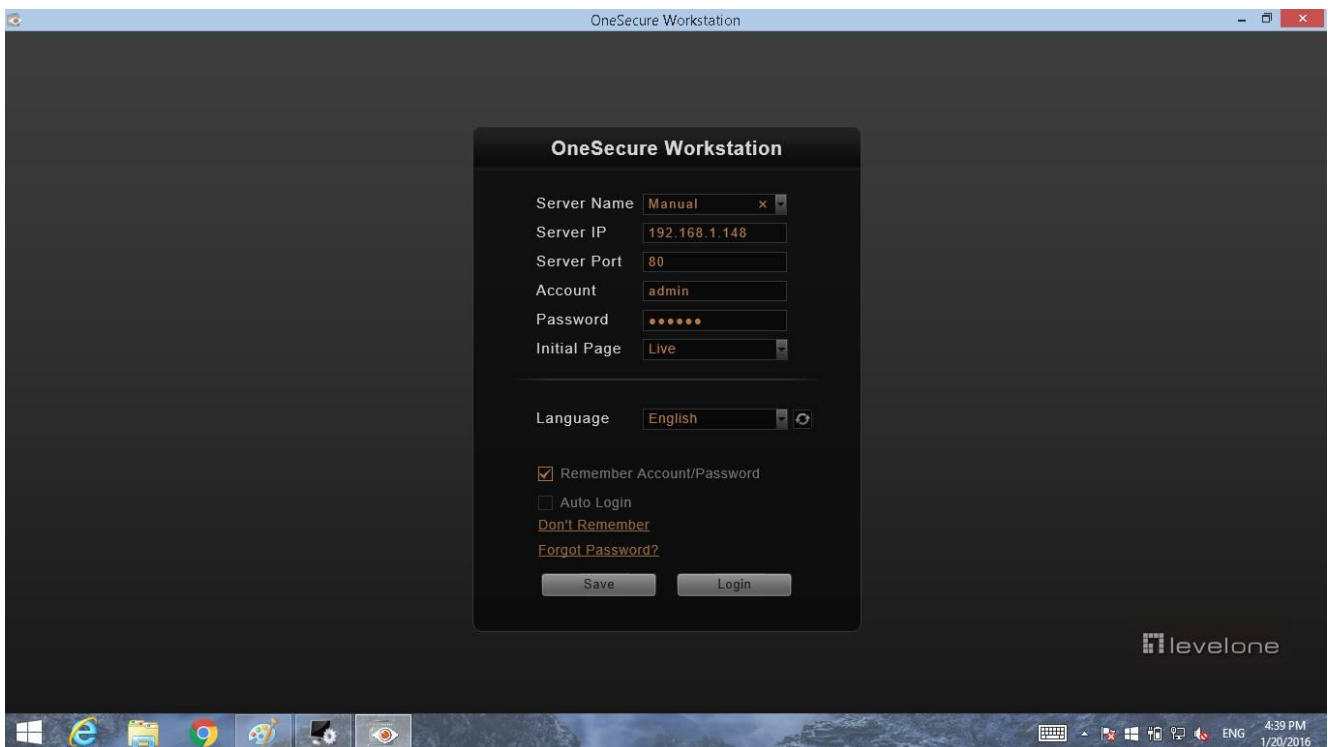 OneSecure Workstation
OneSecure Workstation
Server Name Manual
Server IP 192.168.1.148
Server Port 80
Account admin
Password ●●●●●●
Initial Page Live
Language English
Remember Account/Password
Auto Login
Don't Remember
Forgot Password?
Save Login
levelone
ENG 4:39 PM
1/20/2016